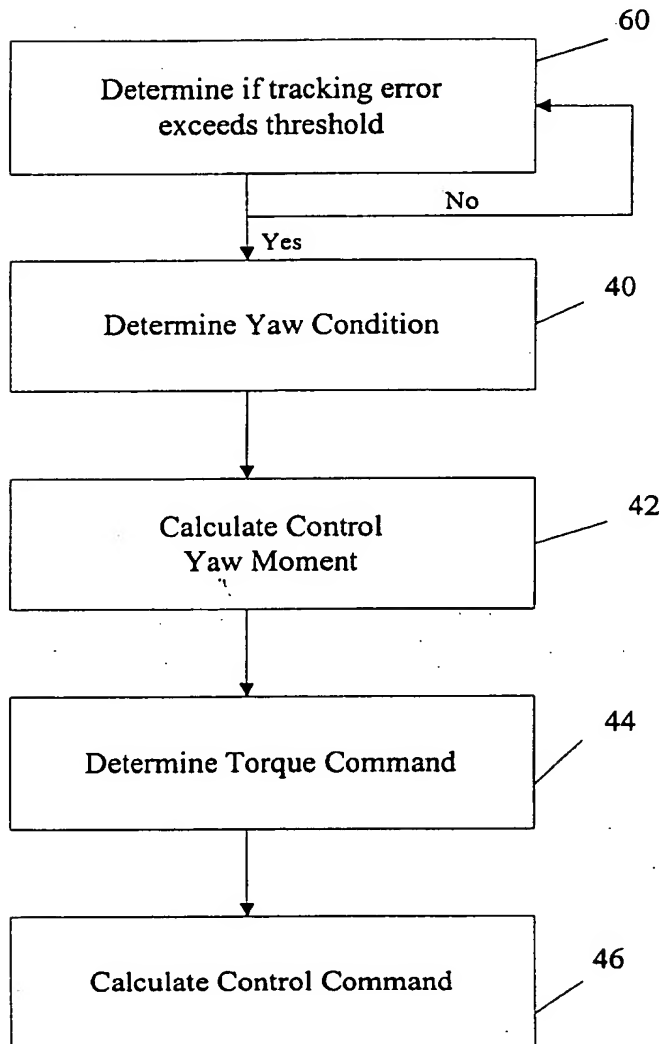 60
Determine if tracking error
exceeds threshold
No
Yes
40
Determine Yaw Condition
42
Calculate Control
Yaw Moment
44
Determine Torque Command
46
Calculate Control Command